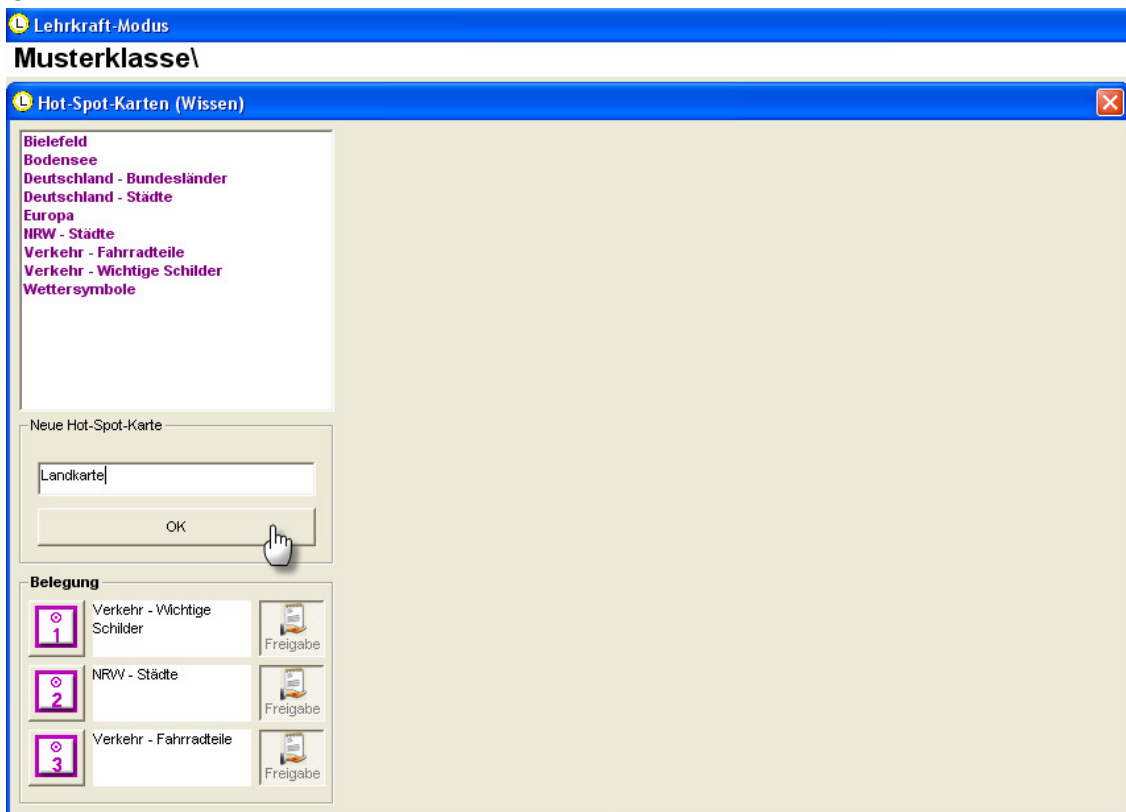 Lehrkraft-Modus
Musterklasse\
Hot-Spot-Karten (Wissen)
Bielefeld
Bodensee
Deutschland - Bundesländer
Deutschland - Städte
Europa
NRW - Städte
Verkehr - Fahrradteile
Verkehr - Wichtige Schilder
Wettersymbole
Neue Hot-Spot-Karte
Landkarte
OK
Belegung
1
Verkehr - Wichtige
Schilder
Freigabe
2
NRW - Städte
Freigabe
3
Verkehr - Fahrradteile
Freigabe